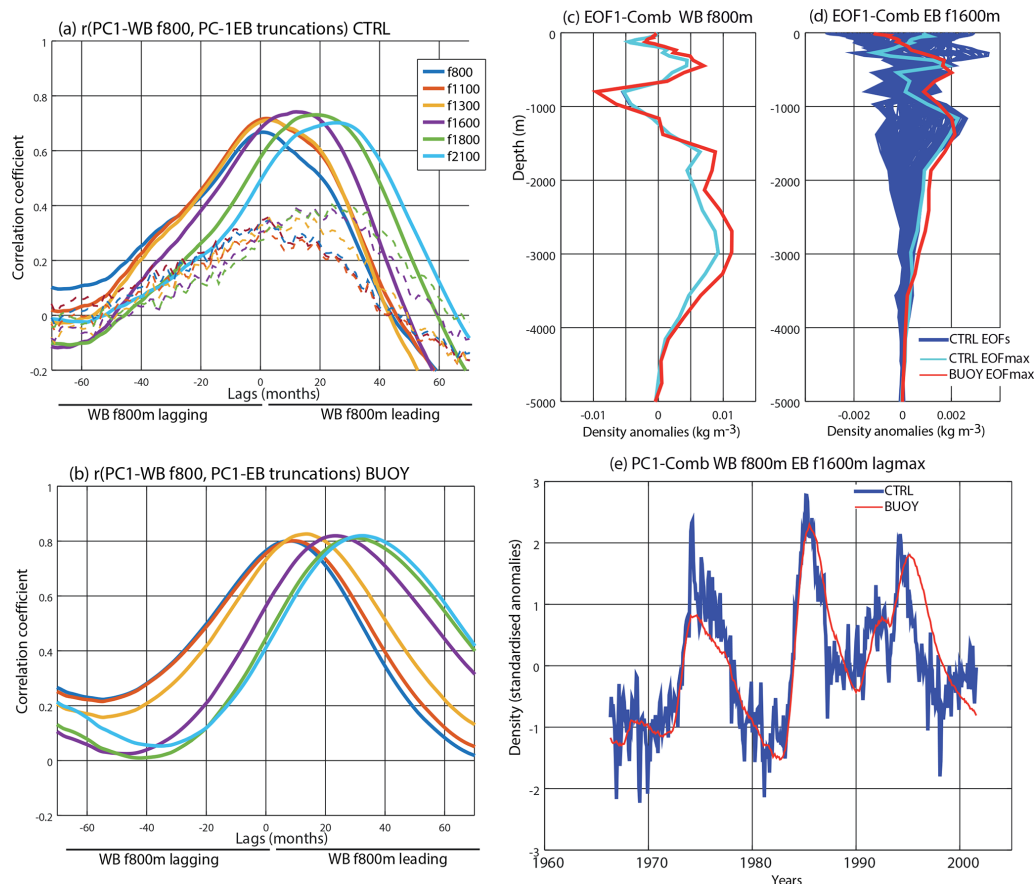 (a) r(PC1-WB f800, PC-1EB truncations) CTRL
1
0.8
0.6
0.4
0.2
0
-0.2
Correlation coefficient
f800
f1100
f1300
f1600
f1800
f2100
-60
-40
-20
0
20
40
60
Lags (months)
WB f800m lagging
WB f800m leading
(c) EOF1-Comb WB f800m
0
-1000
-2000
-3000
-4000
-5000
Depth (m)
-0.01
0
0.01
Density anomalies (kg m-3)
(d) EOF1-Comb EB f1600m
0
-1000
-2000
-3000
-4000
-5000
CTRL EOFs
CTRL EOFmax
BUOY EOFmax
-0.002
0
0.002
Density anomalies (kg m-3)
(b) r(PC1-WB f800, PC1-EB truncations) BUOY
1
0.8
0.6
0.4
0.2
0
-0.2
Correlation coefficient
-60
-40
-20
0
20
40
60
Lags (months)
WB f800m lagging
WB f800m leading
(e) PC1-Comb WB f800m EB f1600m lagmax
3
2
1
0
-1
-2
-3
Density (standardised anomalies)
CTRL
BUOY
1960
1970
1980
1990
2000
Years